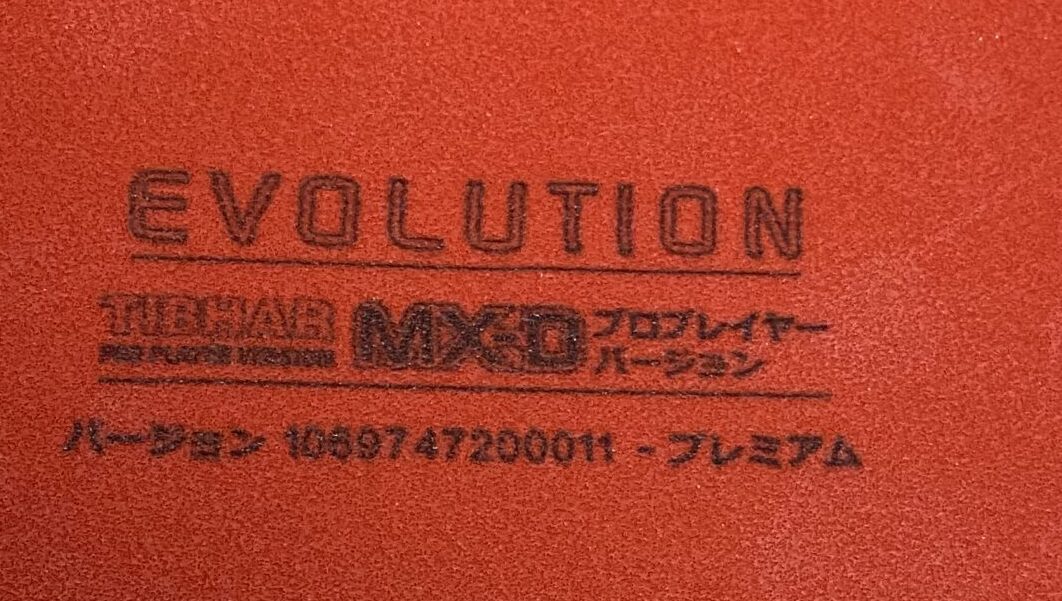 EVOLUTION
TIBHAR MX-D プロプレイヤー
PRO PLAYER VERSION バージョン
バージョン 1069747200011 - プレミアム